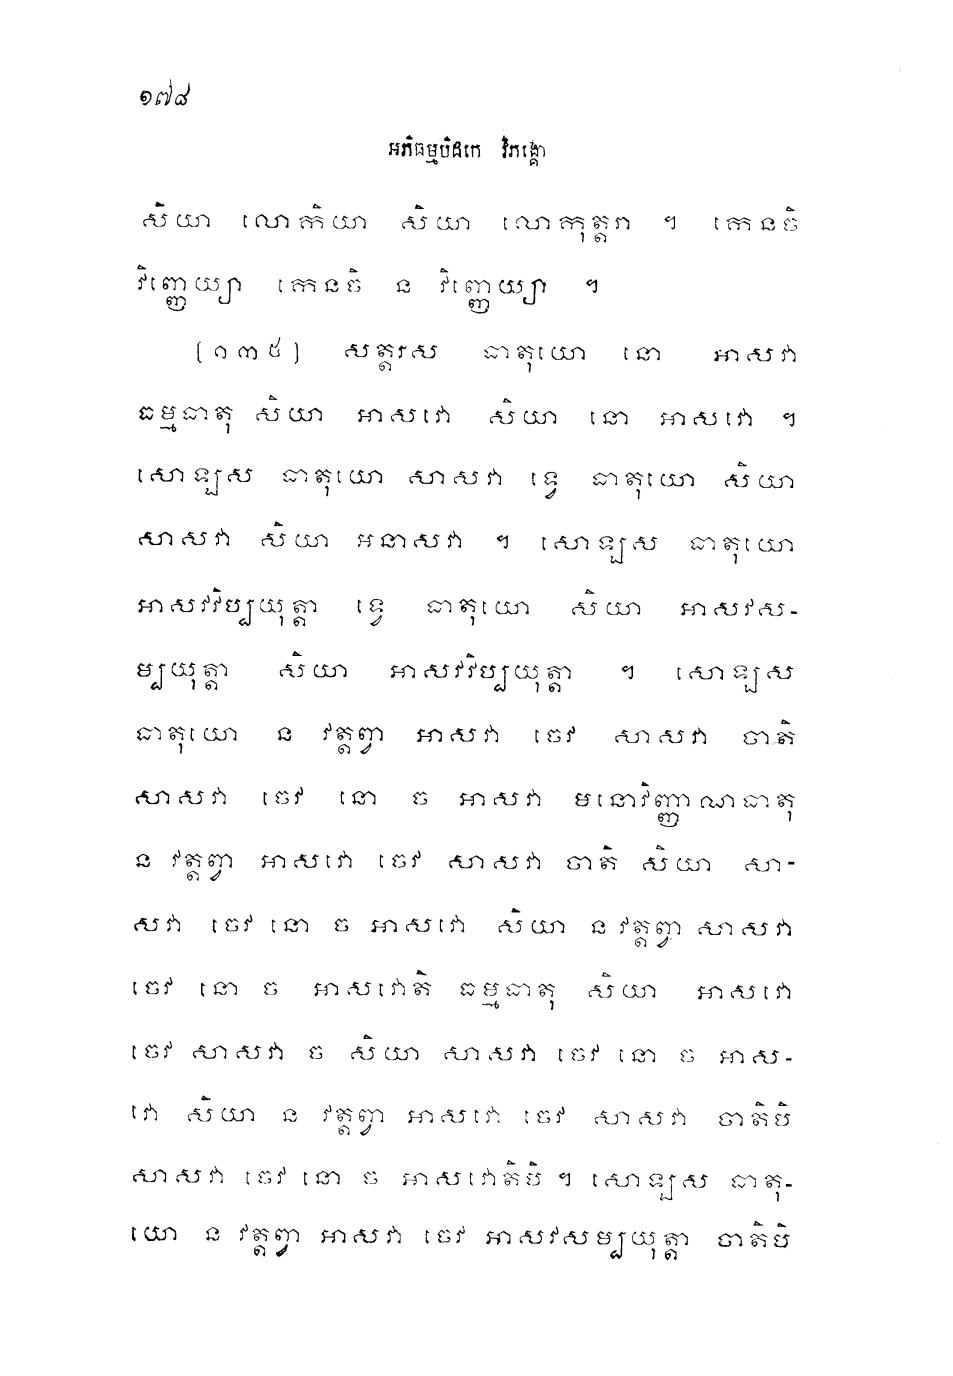 ១៧៨
អភិធម្មបិដកេ វិភង្គោ
សិយា លោកិយា សិយា លោកុត្តរា ។ កេនចិ
វិញ្ញេយ្យា កេនចិ ន វិញ្ញេយ្យា ។
[១៣៥] សត្តរស ធាតុយោ នោ អាសវា
ធម្មធាតុ សិយា អាសវោ សិយា នោ អាសវោ ។
សោឡស ធាតុយោ សាសវា ទ្វេ ធាតុយោ សិយា
សាសវា សិយា អនាសវា ។ សោឡស ធាតុយោ
អាសវវិប្បយុត្តា ទ្វេ ធាតុយោ សិយា អាសវស-
ម្បយុត្តា សិយា អាសវវិប្បយុត្តា ។ សោឡស
ធាតុយោ ន វត្តព្វា អាសវា ចេវ សាសវា ចាតិ
សាសវា ចេវ នោ ច អាសវា មនោវិញ្ញាណធាតុ
ន វត្តព្វា អាសវោ ចេវ សាសវា ចាតិ សិយា សា-
សវា ចេវ នោ ច អាសវោ សិយា ន វត្តព្វា សាសវា
ចេវ នោ ច អាសវោតិ ធម្មធាតុ សិយា អាសវោ
ចេវ សាសវា ច សិយា សាសវា ចេវ នោ ច អាស-
វោ សិយា ន វត្តព្វា អាសវោ ចេវ សាសវា ចាតិបិ
សាសវា ចេវ នោ ច អាសវោតិបិ ។ សោឡស ធាតុ-
យោ ន វត្តព្វា អាសវា ចេវ អាសវសម្បយុត្តា ចាតិបិ